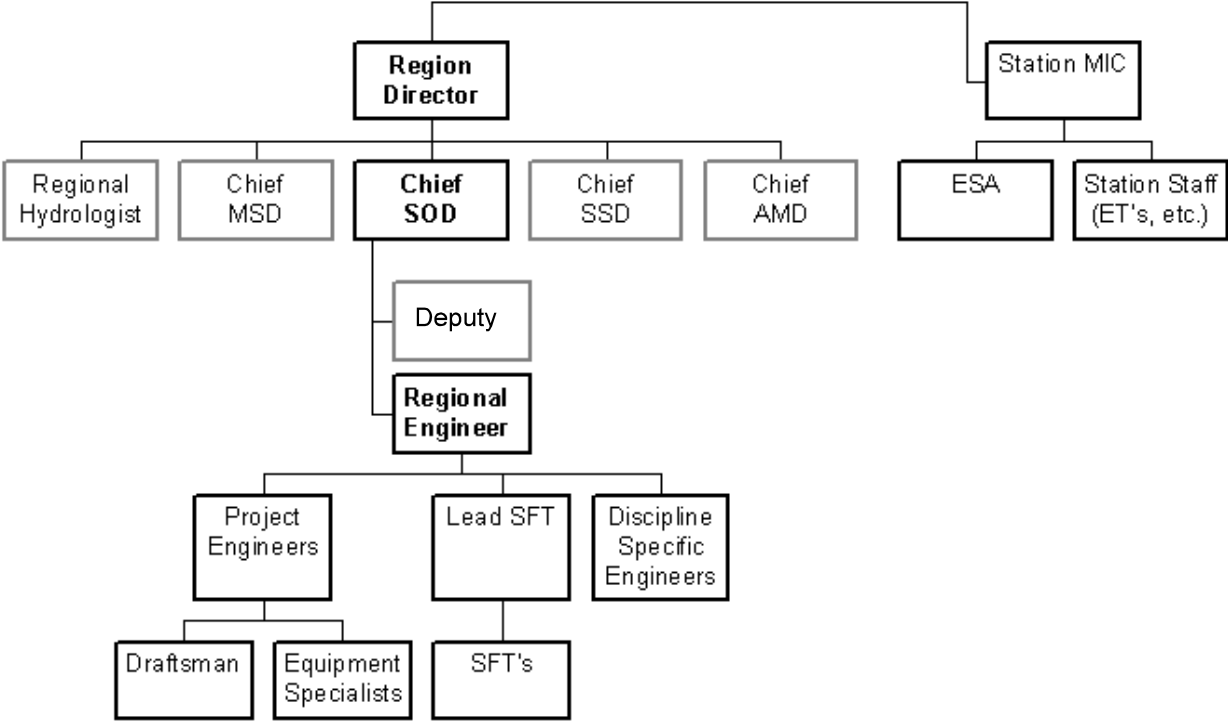 Region
Director
Station MIC
Regional
Hydrologist
Chief
MSD
Chief
SOD
Chief
SSD
Chief
AMD
ESA
Station Staff
(ET's, etc.)
Deputy
Regional
Engineer
Project
Engineers
Lead SFT
Discipline
Specific
Engineers
Draftsman
Equipment
Specialists
SFT's